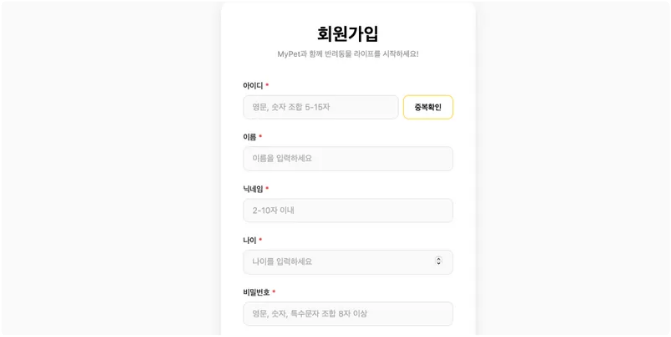 회원가입
MyPet과 함께 반려동물 라이프를 시작하세요!
아이디 *
영문, 숫자 조합 5-15자
중복확인
이름 *
이름을 입력하세요
닉네임 *
2-10자 이내
나이 *
나이를 입력하세요
비밀번호 *
영문, 숫자, 특수문자 조합 8자 이상